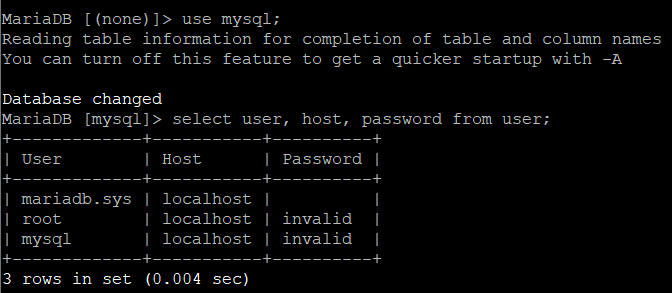 MariaDB [(none)]> use mysql;
Reading table information for completion of table and column names
You can turn off this feature to get a quicker startup with -A

Database changed
MariaDB [mysql]> select user, host, password from user;
+-------------+-----------+----------+
| User        | Host      | Password |
+-------------+-----------+----------+
| mariadb.sys | localhost |          |
| root        | localhost | invalid  |
| mysql       | localhost | invalid  |
+-------------+-----------+----------+
3 rows in set (0.004 sec)